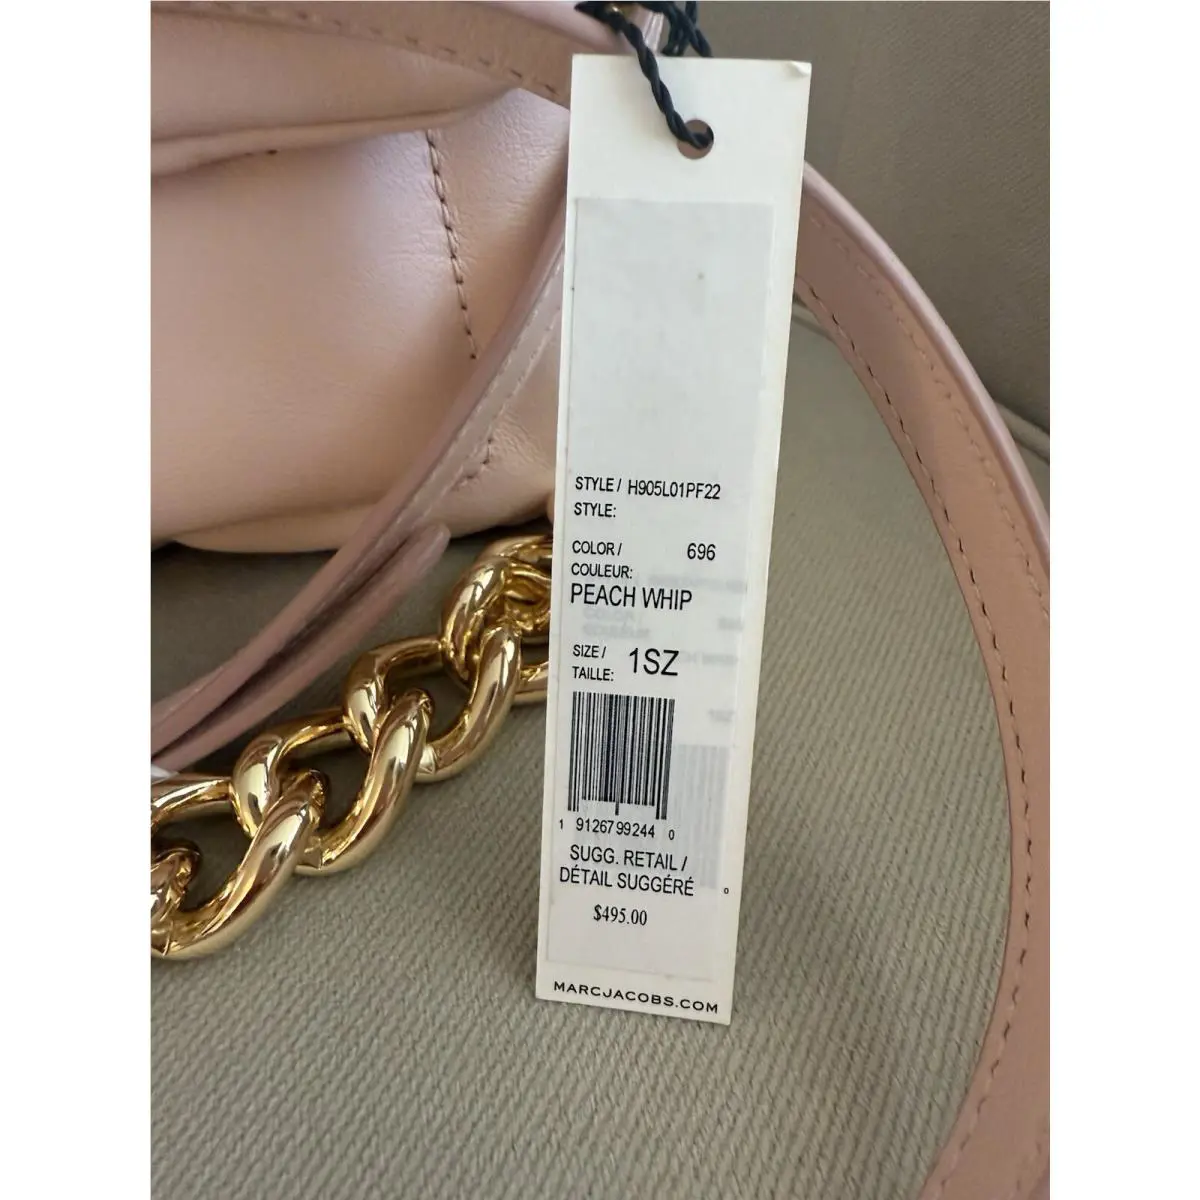 STYLE / H905L01PF22
STYLE:
COLOR / 696
COULEUR:
PEACH WHIP
SIZE / 1SZ
TAILLE:
1 9126799244 0
SUGG. RETAIL /
DÉTAIL SUGGÉRÉ
$495.00
MARCJACOBS.COM